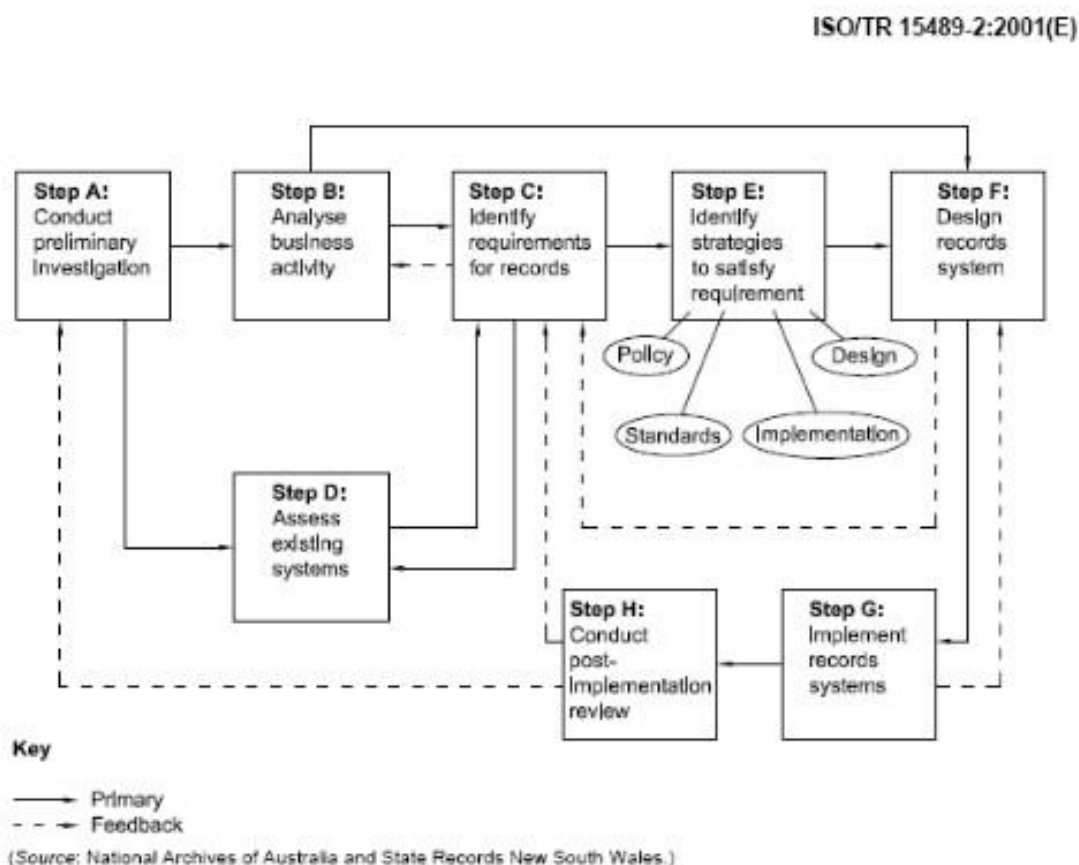 ISO/TR 15489-2:2001(E)
Step A:
Conduct
preliminary
investigation
Step B:
Analyse
business
activity
Step C:
Identify
requirements
for records
Step E:
Identify
strategies
to satisfy
requirement
Step F:
Design
records
system
Policy
Design
Standards
Implementation
Step D:
Assess
existing
systems
Step H:
Conduct
post-
implementation
review
Step G:
Implement
records
systems
Key
Primary
Feedback
(Source: National Archives of Australia and State Records New South Wales.)